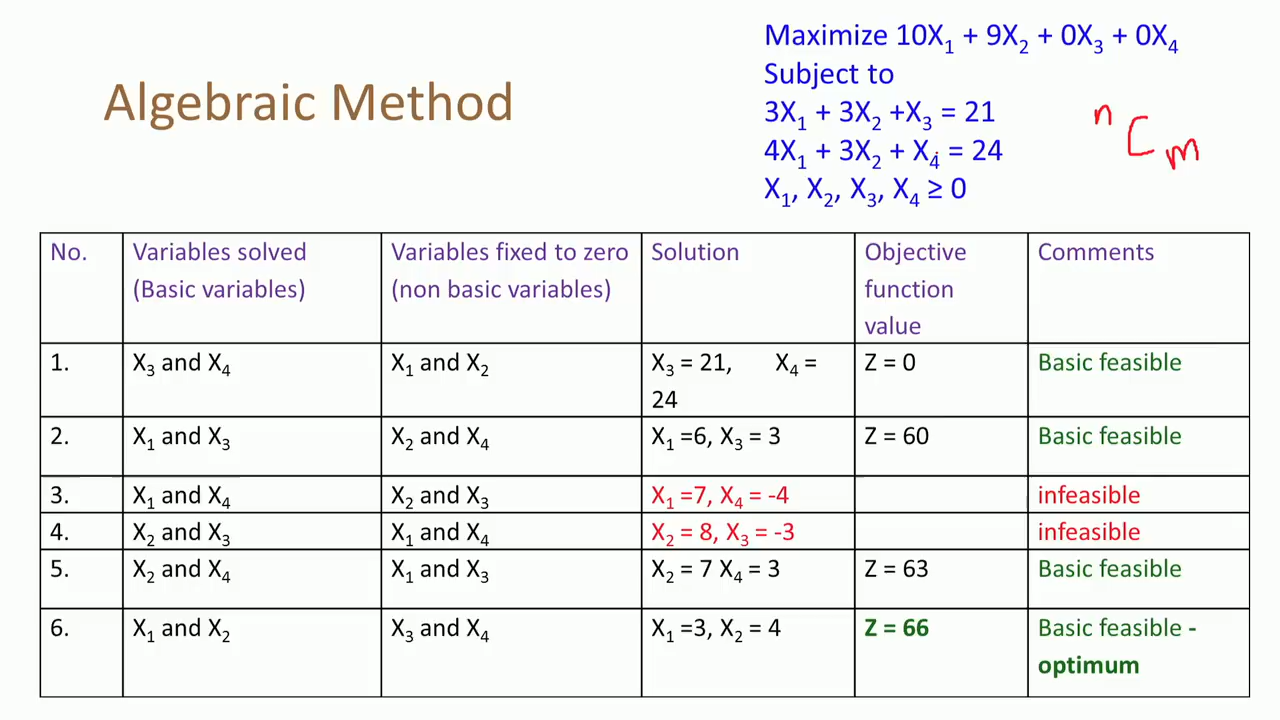 Maximize 10X1 + 9X2 + 0X3 + 0X4
Subject to
3X1 + 3X2 +X3 = 21
4X1 + 3X2 + X4 = 24
X1, X2, X3, X4 ≥ 0
Algebraic Method
n C m
No. Variables solved (Basic variables) Variables fixed to zero (non basic variables) Solution Objective function value Comments
1. X3 and X4 X1 and X2 X3 = 21, X4 = 24 Z = 0 Basic feasible
2. X1 and X3 X2 and X4 X1 =6, X3 = 3 Z = 60 Basic feasible
3. X1 and X4 X2 and X3 X1 =7, X4 = -4 infeasible
4. X2 and X3 X1 and X4 X2 = 8, X3 = -3 infeasible
5. X2 and X4 X1 and X3 X2 = 7 X4 = 3 Z = 63 Basic feasible
6. X1 and X2 X3 and X4 X1 =3, X2 = 4 Z = 66 Basic feasible - optimum